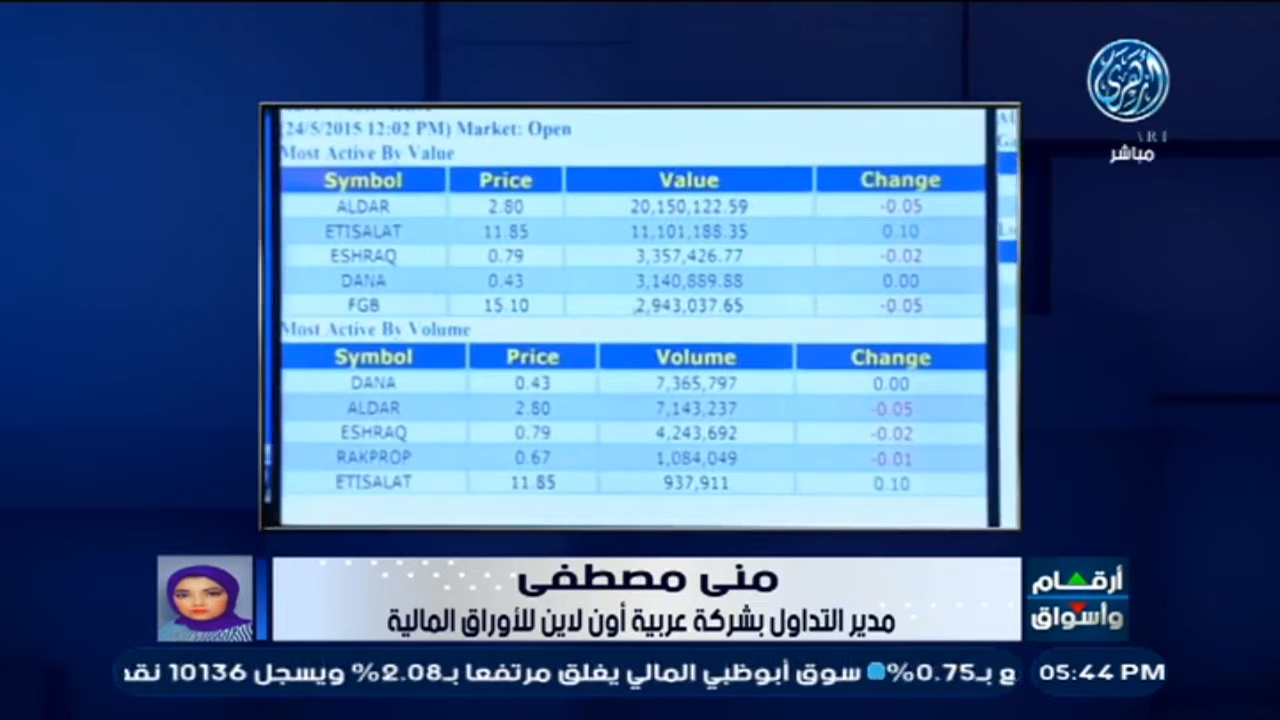 أزهري
مباشر
(24/5/2015 12:02 PM) Market: Open
Most Active By Value
Symbol Price Value Change
ALDAR 2.80 20,150,122.59 -0.05
ETISALAT 11.85 11,101,188.35 0.10
ESHRAQ 0.79 3,357,426.77 -0.02
DANA 0.43 3,140,889.88 0.00
FGB 15.10 2,943,037.65 -0.05
Most Active By Volume
Symbol Price Volume Change
DANA 0.43 7,365,797 0.00
ALDAR 2.80 7,143,237 -0.05
ESHRAQ 0.79 4,243,692 -0.02
RAKPROP 0.67 1,084,049 -0.01
ETISALAT 11.85 937,911 0.10
أرقام
وأسواق
منى مصطفى
مدير التداول بشركة عربية أون لاين للأوراق المالية
05:44 PM
ع بـ0.75% سوق أبوظبي المالي يغلق مرتفعا بـ2.08% ويسجل 10136 نقط